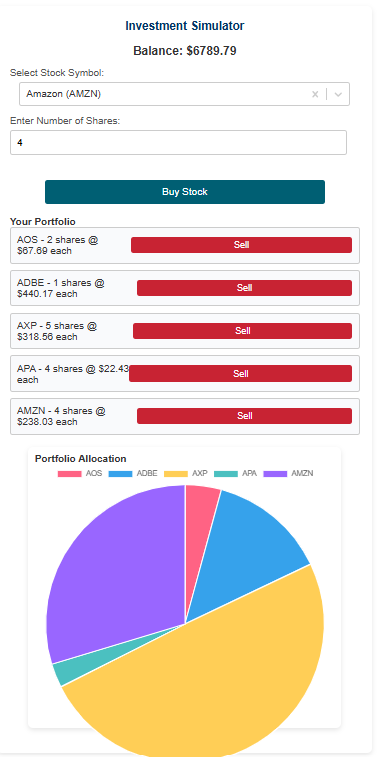 Investment Simulator
Balance: $6789.79
Select Stock Symbol:
Amazon (AMZN)
Enter Number of Shares:
4
Buy Stock
Your Portfolio
AOS - 2 shares @
$67.69 each
Sell
ADBE - 1 shares @
$440.17 each
Sell
AXP - 5 shares @
$318.56 each
Sell
APA - 4 shares @ $22.43
each
Sell
AMZN - 4 shares @
$238.03 each
Sell
Portfolio Allocation
AOS ADBE AXP APA AMZN